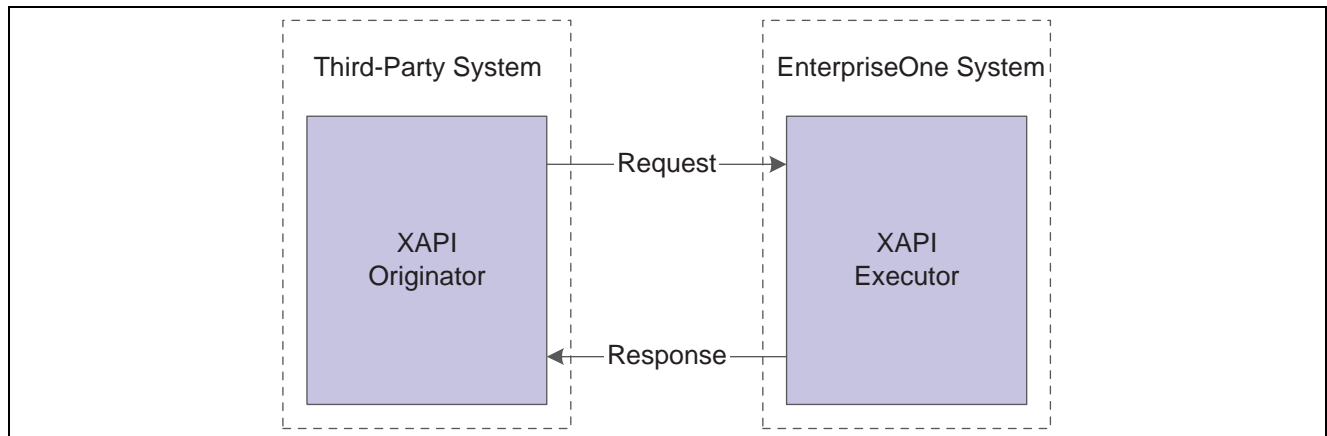 Third-Party System
EnterpriseOne System
Request
XAPI
Originator
XAPI
Executor
Response